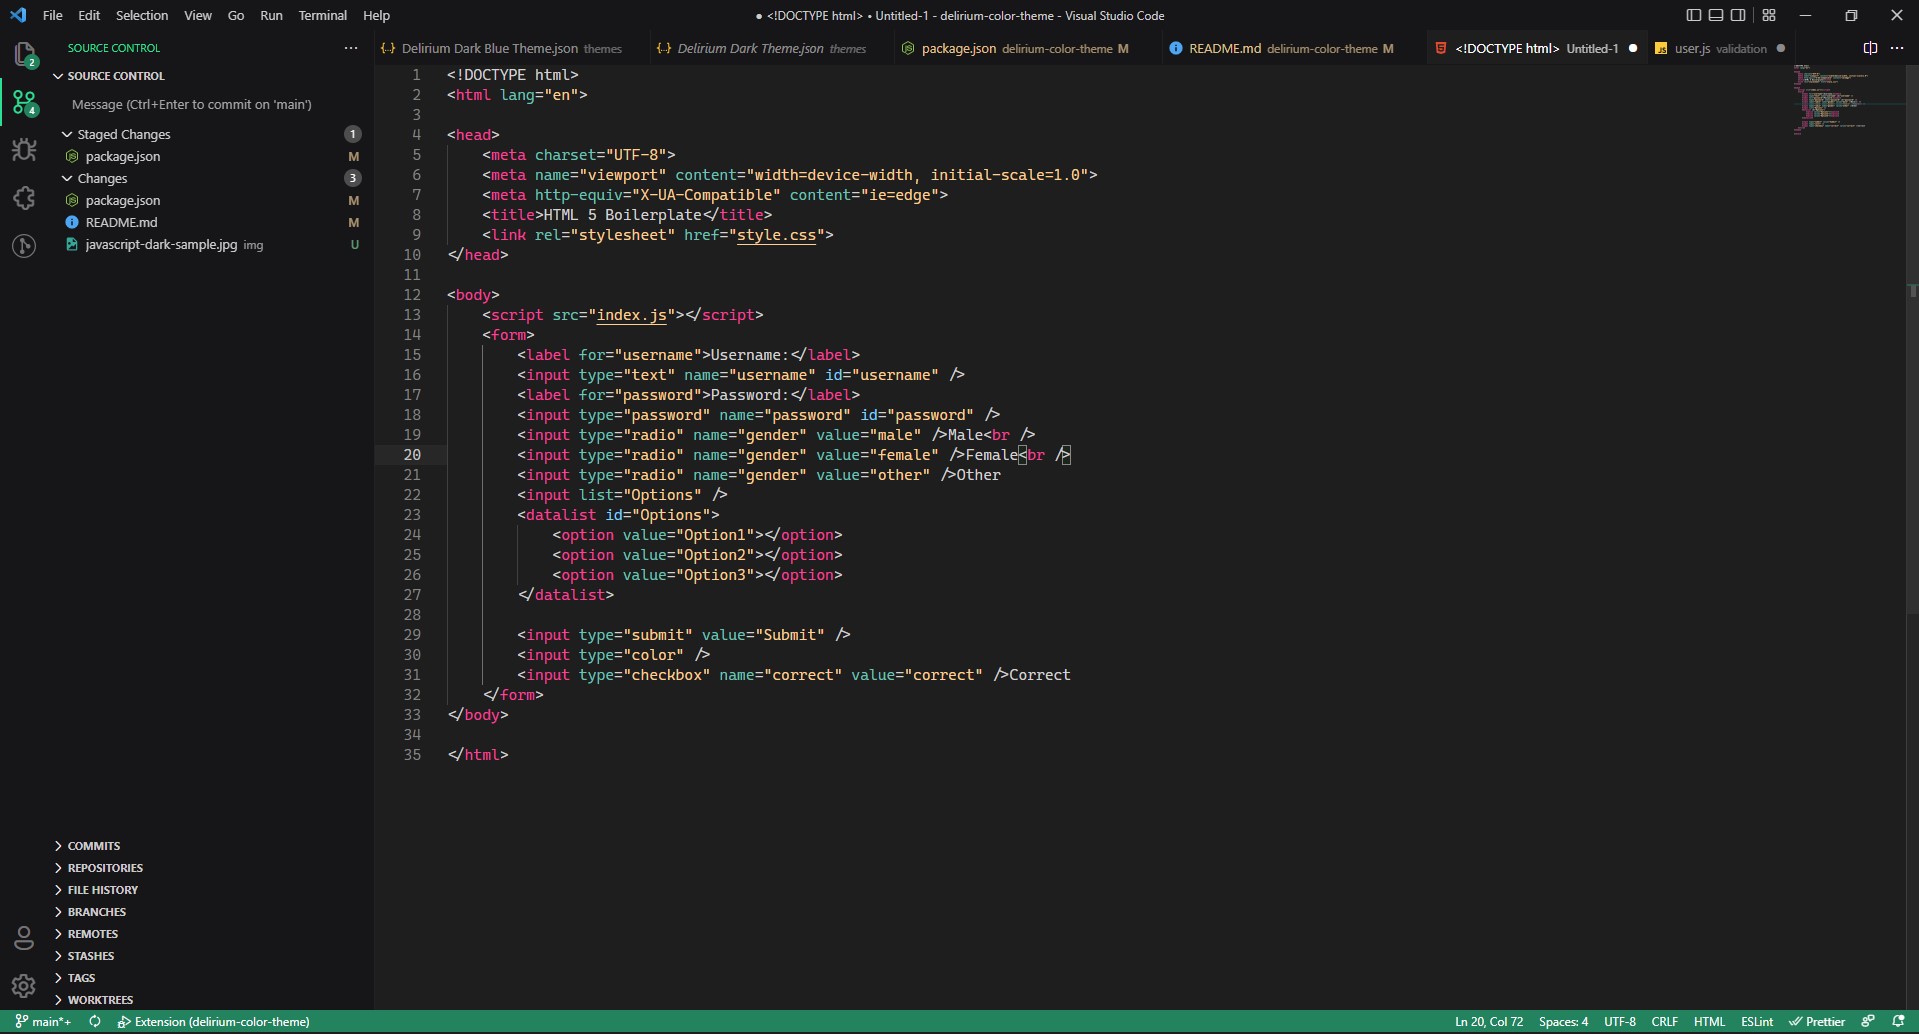 File Edit Selection View Go Run Terminal Help
● <!DOCTYPE html> • Untitled-1 - delirium-color-theme - Visual Studio Code
SOURCE CONTROL
Delirium Dark Blue Theme.json themes
Delirium Dark Theme.json themes
package.json delirium-color-theme M
README.md delirium-color-theme M
<!DOCTYPE html> Untitled-1 ●
user.js validation ●
2
4
SOURCE CONTROL
Message (Ctrl+Enter to commit on 'main')
Staged Changes 1
package.json M
Changes 3
package.json M
README.md M
javascript-dark-sample.jpg img U
COMMITS
REPOSITORIES
FILE HISTORY
BRANCHES
REMOTES
STASHES
TAGS
WORKTREES
1 <!DOCTYPE html>
2 <html lang="en">
3
4 <head>
5     <meta charset="UTF-8">
6     <meta name="viewport" content="width=device-width, initial-scale=1.0">
7     <meta http-equiv="X-UA-Compatible" content="ie=edge">
8     <title>HTML 5 Boilerplate</title>
9     <link rel="stylesheet" href="style.css">
10 </head>
11
12 <body>
13     <script src="index.js"></script>
14     <form>
15         <label for="username">Username:</label>
16         <input type="text" name="username" id="username" />
17         <label for="password">Password:</label>
18         <input type="password" name="password" id="password" />
19         <input type="radio" name="gender" value="male" />Male<br />
20         <input type="radio" name="gender" value="female" />Female<br />
21         <input type="radio" name="gender" value="other" />Other
22         <input list="Options" />
23         <datalist id="Options">
24             <option value="Option1"></option>
25             <option value="Option2"></option>
26             <option value="Option3"></option>
27         </datalist>
28
29         <input type="submit" value="Submit" />
30         <input type="color" />
31         <input type="checkbox" name="correct" value="correct" />Correct
32     </form>
33 </body>
34
35 </html>
main*+ Extension (delirium-color-theme) Ln 20, Col 72 Spaces: 4 UTF-8 CRLF HTML ESLint Prettier